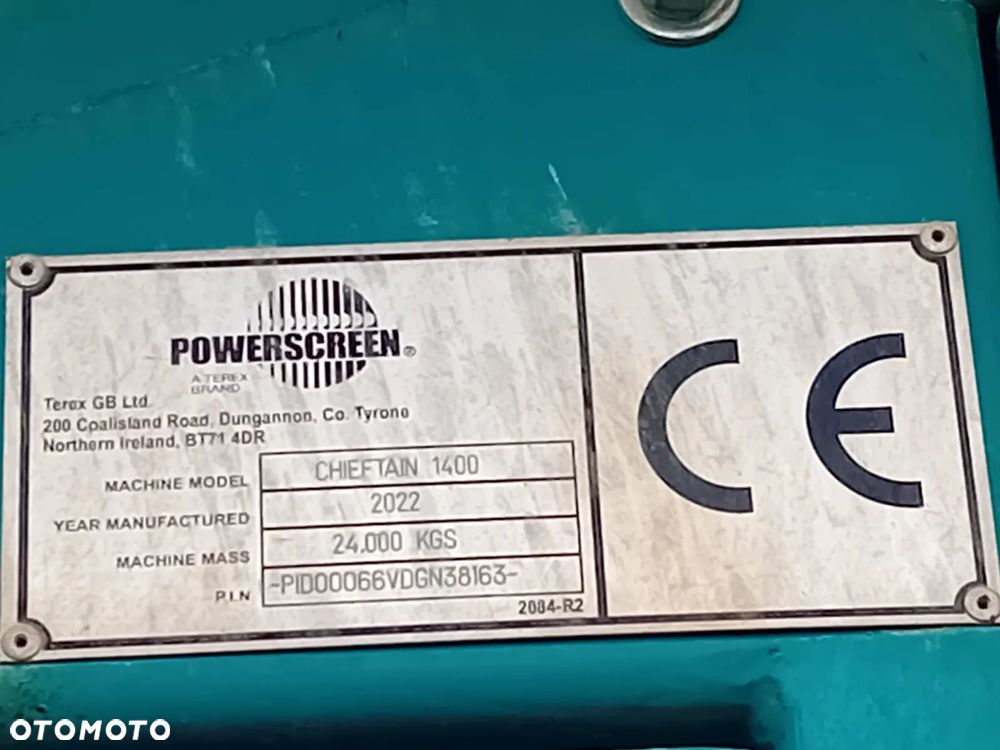 POWERSCREEN®
A TEREX
BRAND
Terex GB Ltd.
200 Coalisland Road, Dungannon, Co. Tyrone
Northern Ireland, BT71 4DR
MACHINE MODEL CHIEFTAIN 1400
YEAR MANUFACTURED 2022
MACHINE MASS 24.000 KGS
P.I.N -PID00066VDGN38163-
2084-R2
CE
OTOMOTO